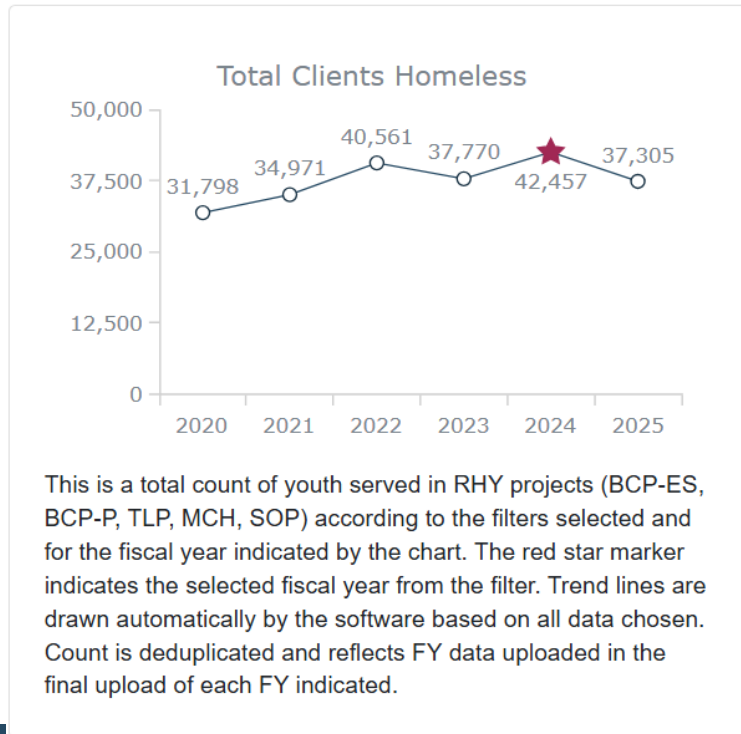 Total Clients Homeless
50,000
37,500
25,000
12,500
0
31,798
34,971
40,561
37,770
42,457
37,305
2020 2021 2022 2023 2024 2025
This is a total count of youth served in RHY projects (BCP-ES,
BCP-P, TLP, MCH, SOP) according to the filters selected and
for the fiscal year indicated by the chart. The red star marker
indicates the selected fiscal year from the filter. Trend lines are
drawn automatically by the software based on all data chosen.
Count is deduplicated and reflects FY data uploaded in the
final upload of each FY indicated.